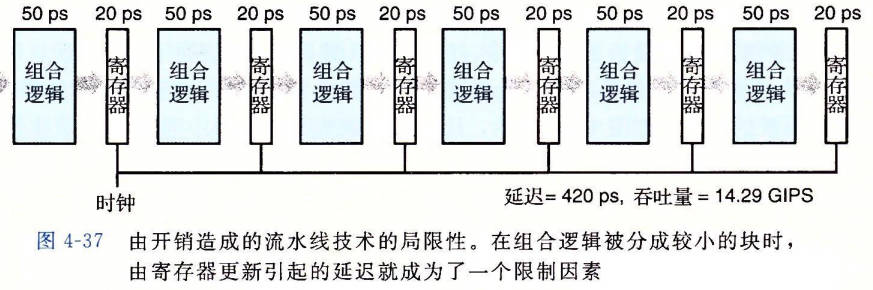 50 ps 20 ps 50 ps 20 ps 50 ps 20 ps 50 ps 20 ps 50 ps 20 ps 50 ps 20 ps
组合 组合 组合 组合 组合 组合
逻辑 逻辑 逻辑 逻辑 逻辑 逻辑
寄存器 寄存器 寄存器 寄存器 寄存器 寄存器
时钟
延迟= 420 ps, 吞吐量 = 14.29 GIPS
图 4-37 由开销造成的流水线技术的局限性。在组合逻辑被分成较小的块时，
由寄存器更新引起的延迟就成为了一个限制因素